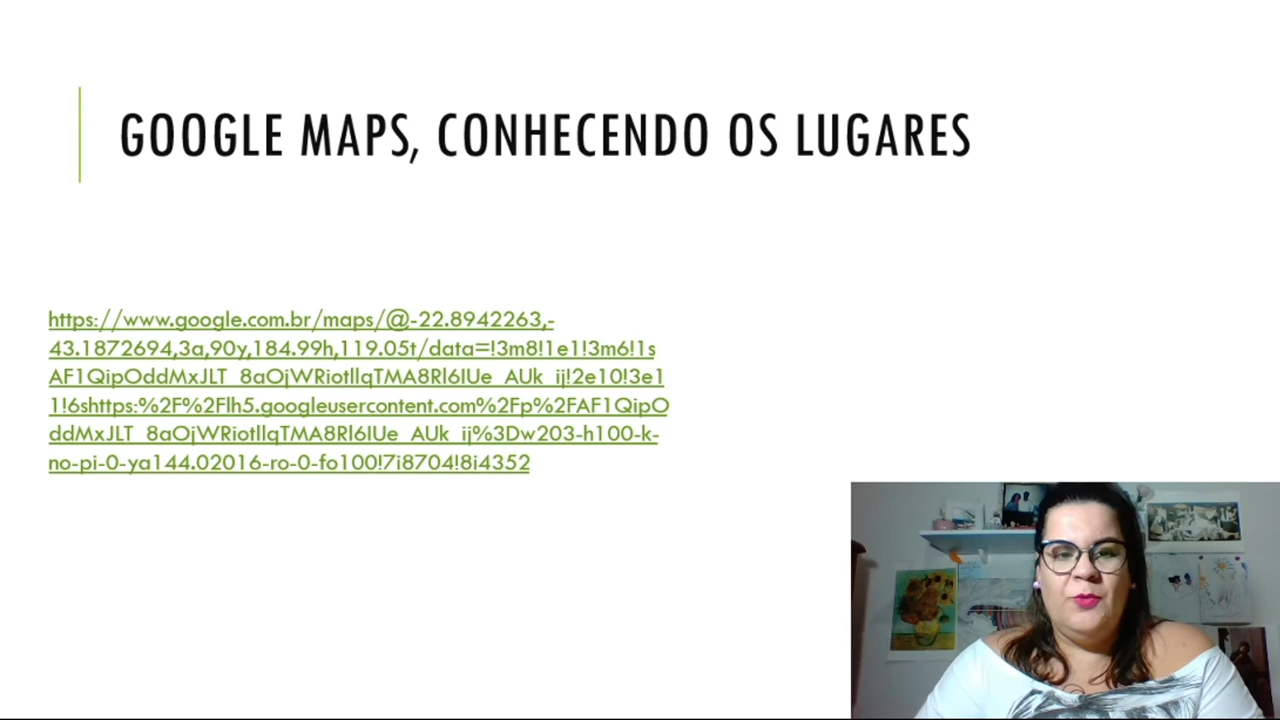 GOOGLE MAPS, CONHECENDO OS LUGARES
https://www.google.com.br/maps/@-22.8942263,-
43.1872694,3a,90y,184.99h,119.05t/data=!3m8!1e1!3m6!1s
AF1QipOddMxJLT_8aOjWRiotllqTMA8Rl6IUe_AUk_ij!2e10!3e1
1!6shttps:%2F%2Flh5.googleusercontent.com%2Fp%2FAF1QipO
ddMxJLT_8aOjWRiotllqTMA8Rl6IUe_AUk_ij%3Dw203-h100-k-
no-pi-0-ya144.02016-ro-0-fo100!7i8704!8i4352